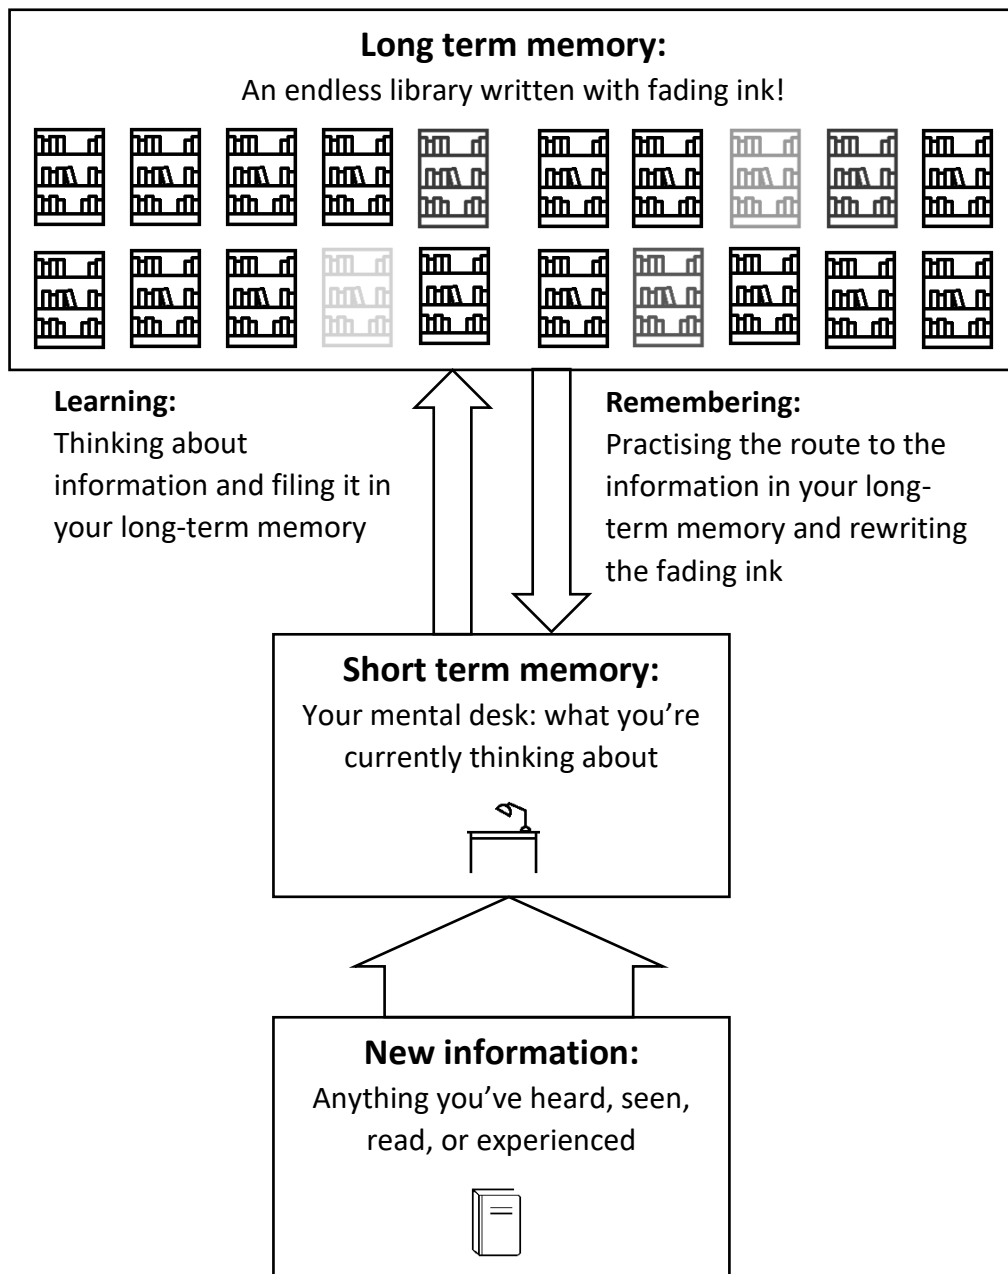 Long term memory:
An endless library written with fading ink!
Learning:
Thinking about
information and filing it in
your long-term memory
Remembering:
Practising the route to the
information in your long-
term memory and rewriting
the fading ink
Short term memory:
Your mental desk: what you’re
currently thinking about
New information:
Anything you’ve heard, seen,
read, or experienced